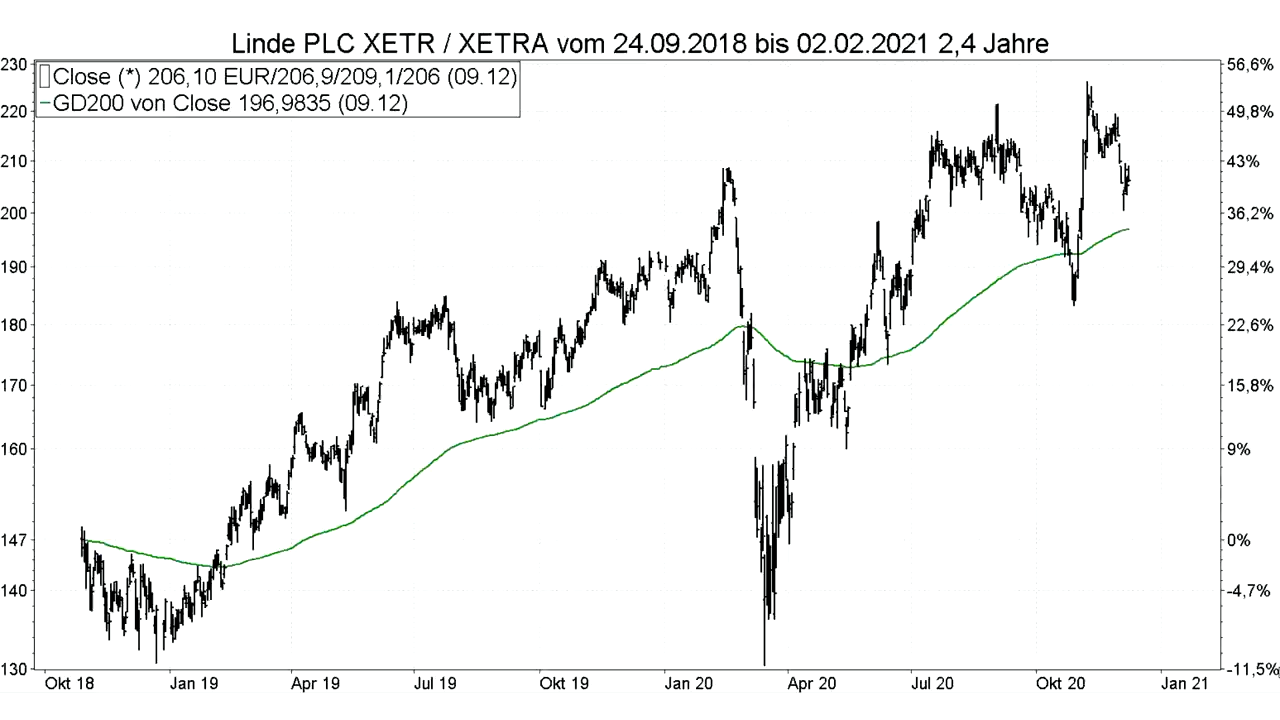 Linde PLC XETR / XETRA vom 24.09.2018 bis 02.02.2021 2,4 Jahre
Close (*) 206,10 EUR/206,9/209,1/206 (09.12)
GD200 von Close 196,9835 (09.12)
230 56,6%
220 49,8%
210 43%
200 36,2%
190 29,4%
180 22,6%
170 15,8%
160 9%
147 0%
140 -4,7%
130 -11,5%
Okt 18 Jan 19 Apr 19 Jul 19 Okt 19 Jan 20 Apr 20 Jul 20 Okt 20 Jan 21